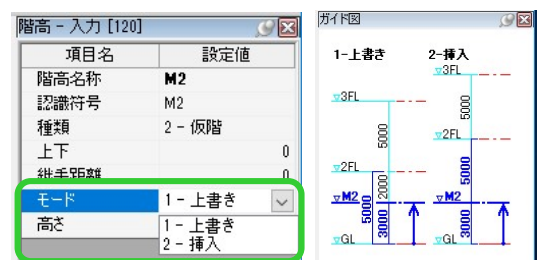 階高 - 入力 [120]
項目名 設定値
階高名称 M2
認識符号 M2
種類 2 - 仮階
上下 0
継手距離 0
モード 1 - 上書き
高さ 1 - 上書き
2 - 挿入
ガイド図
1-上書き 2-挿入
▽3FL
▽3FL
5000 5000
▽2FL
▽2FL
2000 5000
▽M2 ▽M2
5000 3000 3000
▽GL ▽GL